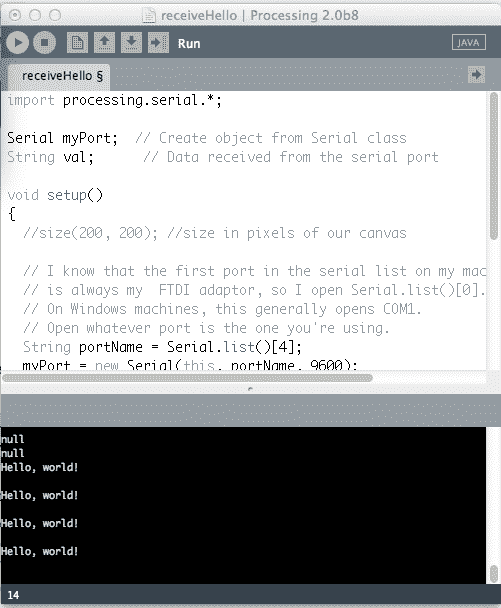 receiveHello | Processing 2.0b8
Run
JAVA
receiveHello §
import processing.serial.*;
Serial myPort;  // Create object from Serial class
String val;      // Data received from the serial port
void setup()
{
  //size(200, 200); //size in pixels of our canvas
  // I know that the first port in the serial list on my mac
  // is always my  FTDI adaptor, so I open Serial.list()[0].
  // On Windows machines, this generally opens COM1.
  // Open whatever port is the one you're using.
  String portName = Serial.list()[4];
  myPort = new Serial(this, portName, 9600);
null
null
Hello, world!
Hello, world!
Hello, world!
Hello, world!
14